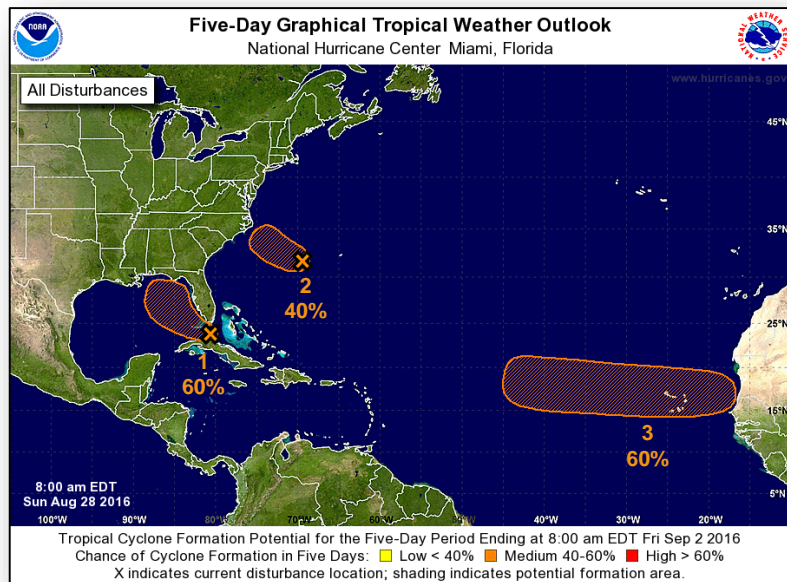 Five-Day Graphical Tropical Weather Outlook
National Hurricane Center Miami, Florida
NOAA
NATIONAL WEATHER SERVICE
All Disturbances
www.hurricanes.gov
45°N
35°N
2
40%
25°N
1
60%
15°N
3
60%
8:00 am EDT
Sun Aug 28 2016
5°N
100°W 90°W 80°W 70°W 60°W 50°W 40°W 30°W 20°W
Tropical Cyclone Formation Potential for the Five-Day Period Ending at 8:00 am EDT Fri Sep 2 2016
Chance of Cyclone Formation in Five Days: Low < 40% Medium 40-60% High > 60%
X indicates current disturbance location; shading indicates potential formation area.